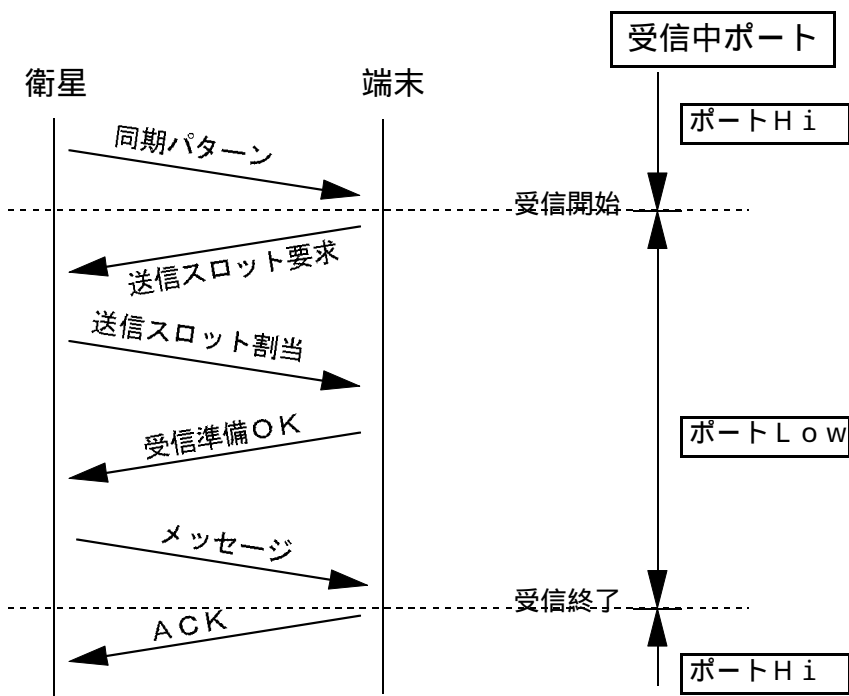 受信中ポート
衛星
端末
ポートＨｉ
同期パターン
受信開始
送信スロット要求
送信スロット割当
受信準備ＯＫ
ポートＬｏｗ
メッセージ
受信終了
ＡＣＫ
ポートＨｉ